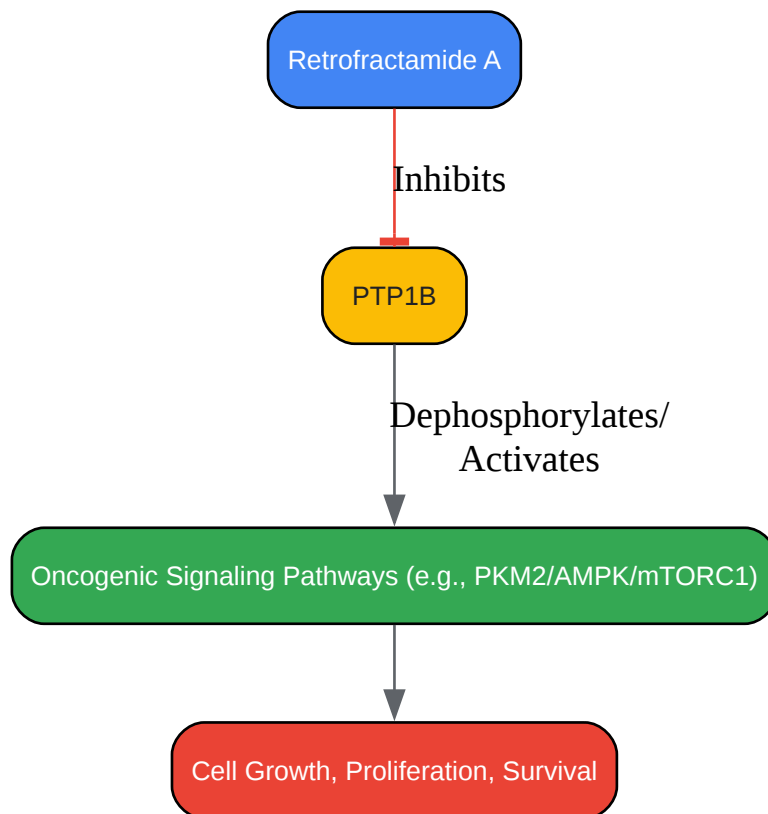 Retrofractamide A
Inhibits
PTP1B
Dephosphorylates/
Activates
Oncogenic Signaling Pathways (e.g., PKM2/AMPK/mTORC1)
Cell Growth, Proliferation, Survival